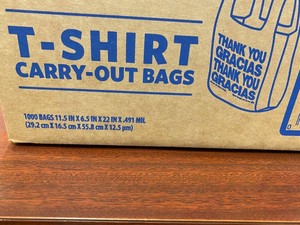 T-SHIRT
CARRY-OUT BAGS
THANK YOU
GRACIAS
THANK YOU
GRACIAS
1000 BAGS 11.5 IN X 6.5 IN X 22 IN X .491 MIL
(29.2 cm X 16.5 cm X 55.8 cm X 12.5 µm)